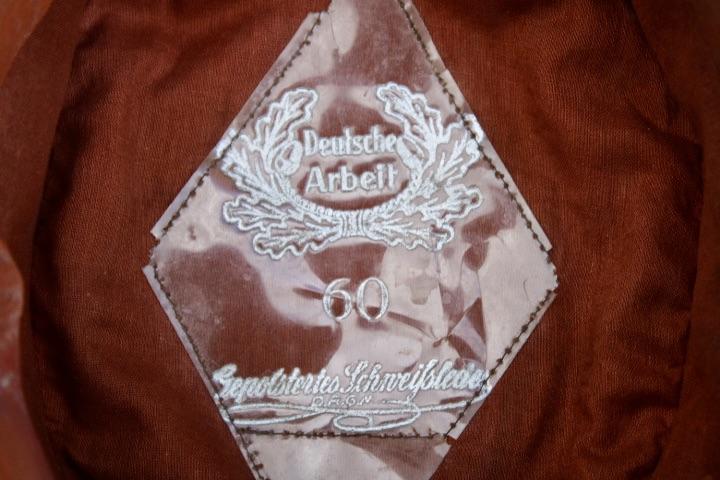 Deutsche
Arbeit
60
Gepolstertes Schweißleder